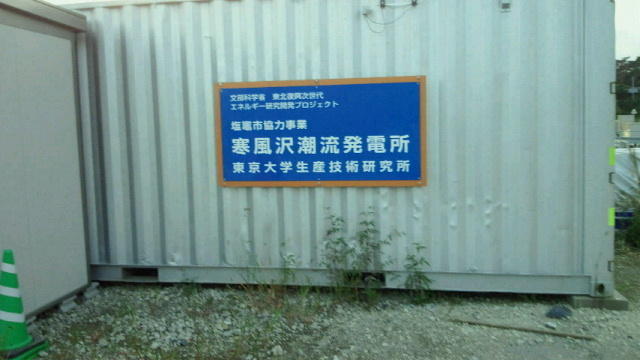 文部科学省　東北復興次世代
エネルギー研究開発プロジェクト
塩竈市協力事業
寒風沢潮流発電所
東京大学生産技術研究所